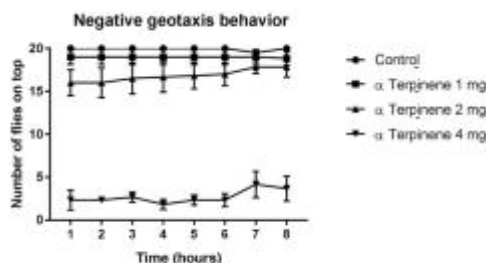 Negative geotaxis behavior
Number of flies on top
20
15
10
5
0
1 2 3 4 5 6 7 8
Time (hours)
Control
α Terpinene 1 mg
α Terpinene 2 mg
α Terpinene 4 mg